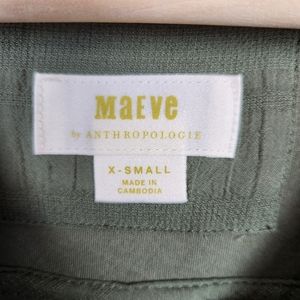 MAEVE
by ANTHROPOLOGIE
X-SMALL
MADE IN
CAMBODIA